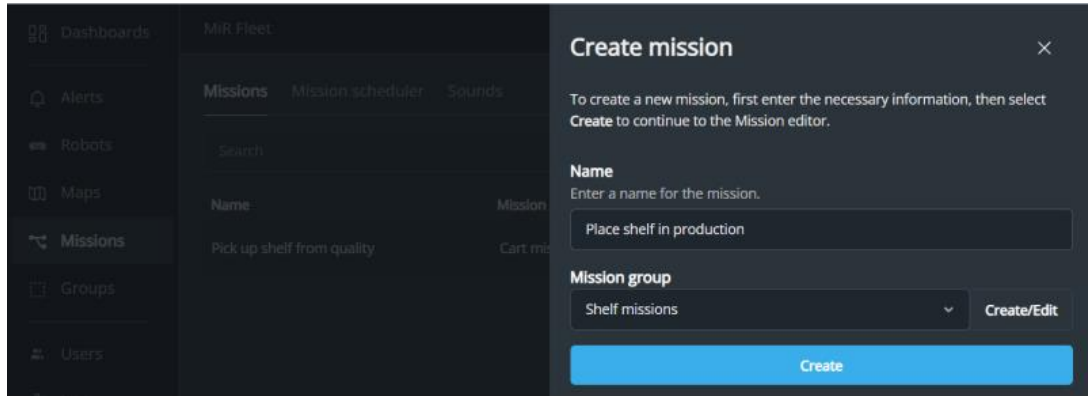 Dashboards
MiR Fleet
Alerts
Robots
Maps
Missions
Groups
Users
Missions Mission scheduler Sounds
Search
Name Mission
Pick up shelf from quality Cart mis
Create mission
To create a new mission, first enter the necessary information, then select
Create to continue to the Mission editor.
Name
Enter a name for the mission.
Place shelf in production
Mission group
Shelf missions
Create/Edit
Create